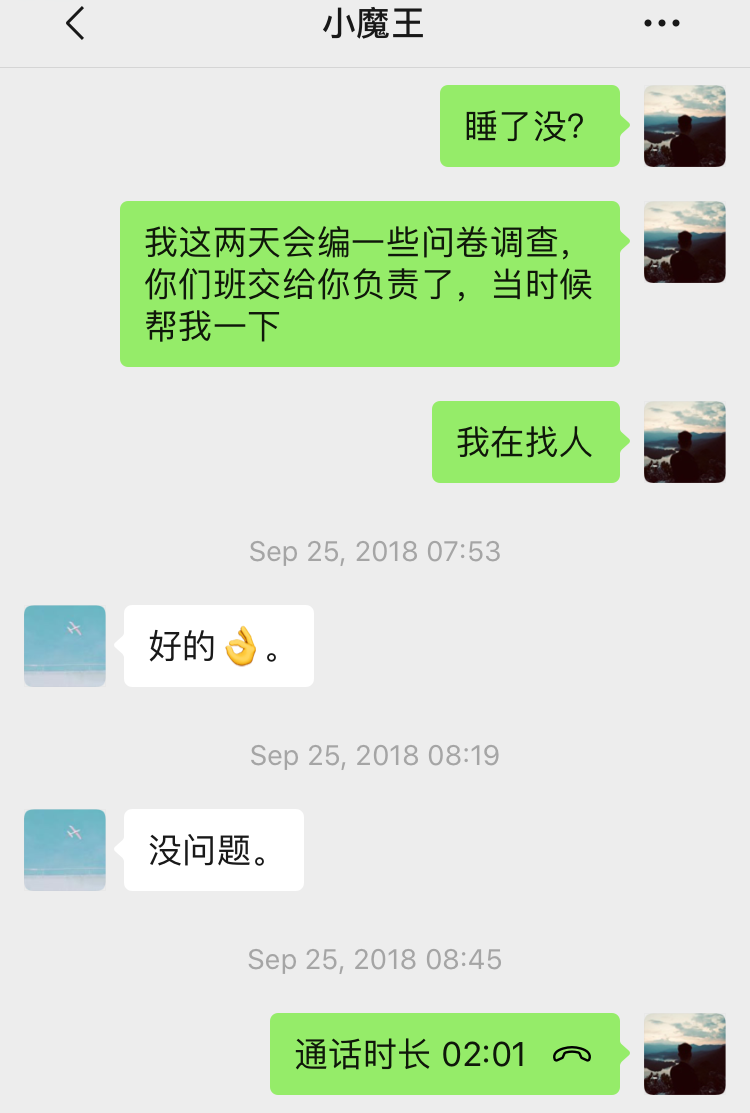 小魔王
睡了没?
我这两天会编一些问卷调查，
你们班交给你负责了，当时候
帮我一下
我在找人
Sep 25, 2018 07:53
好的👌。
Sep 25, 2018 08:19
没问题。
Sep 25, 2018 08:45
通话时长 02:01